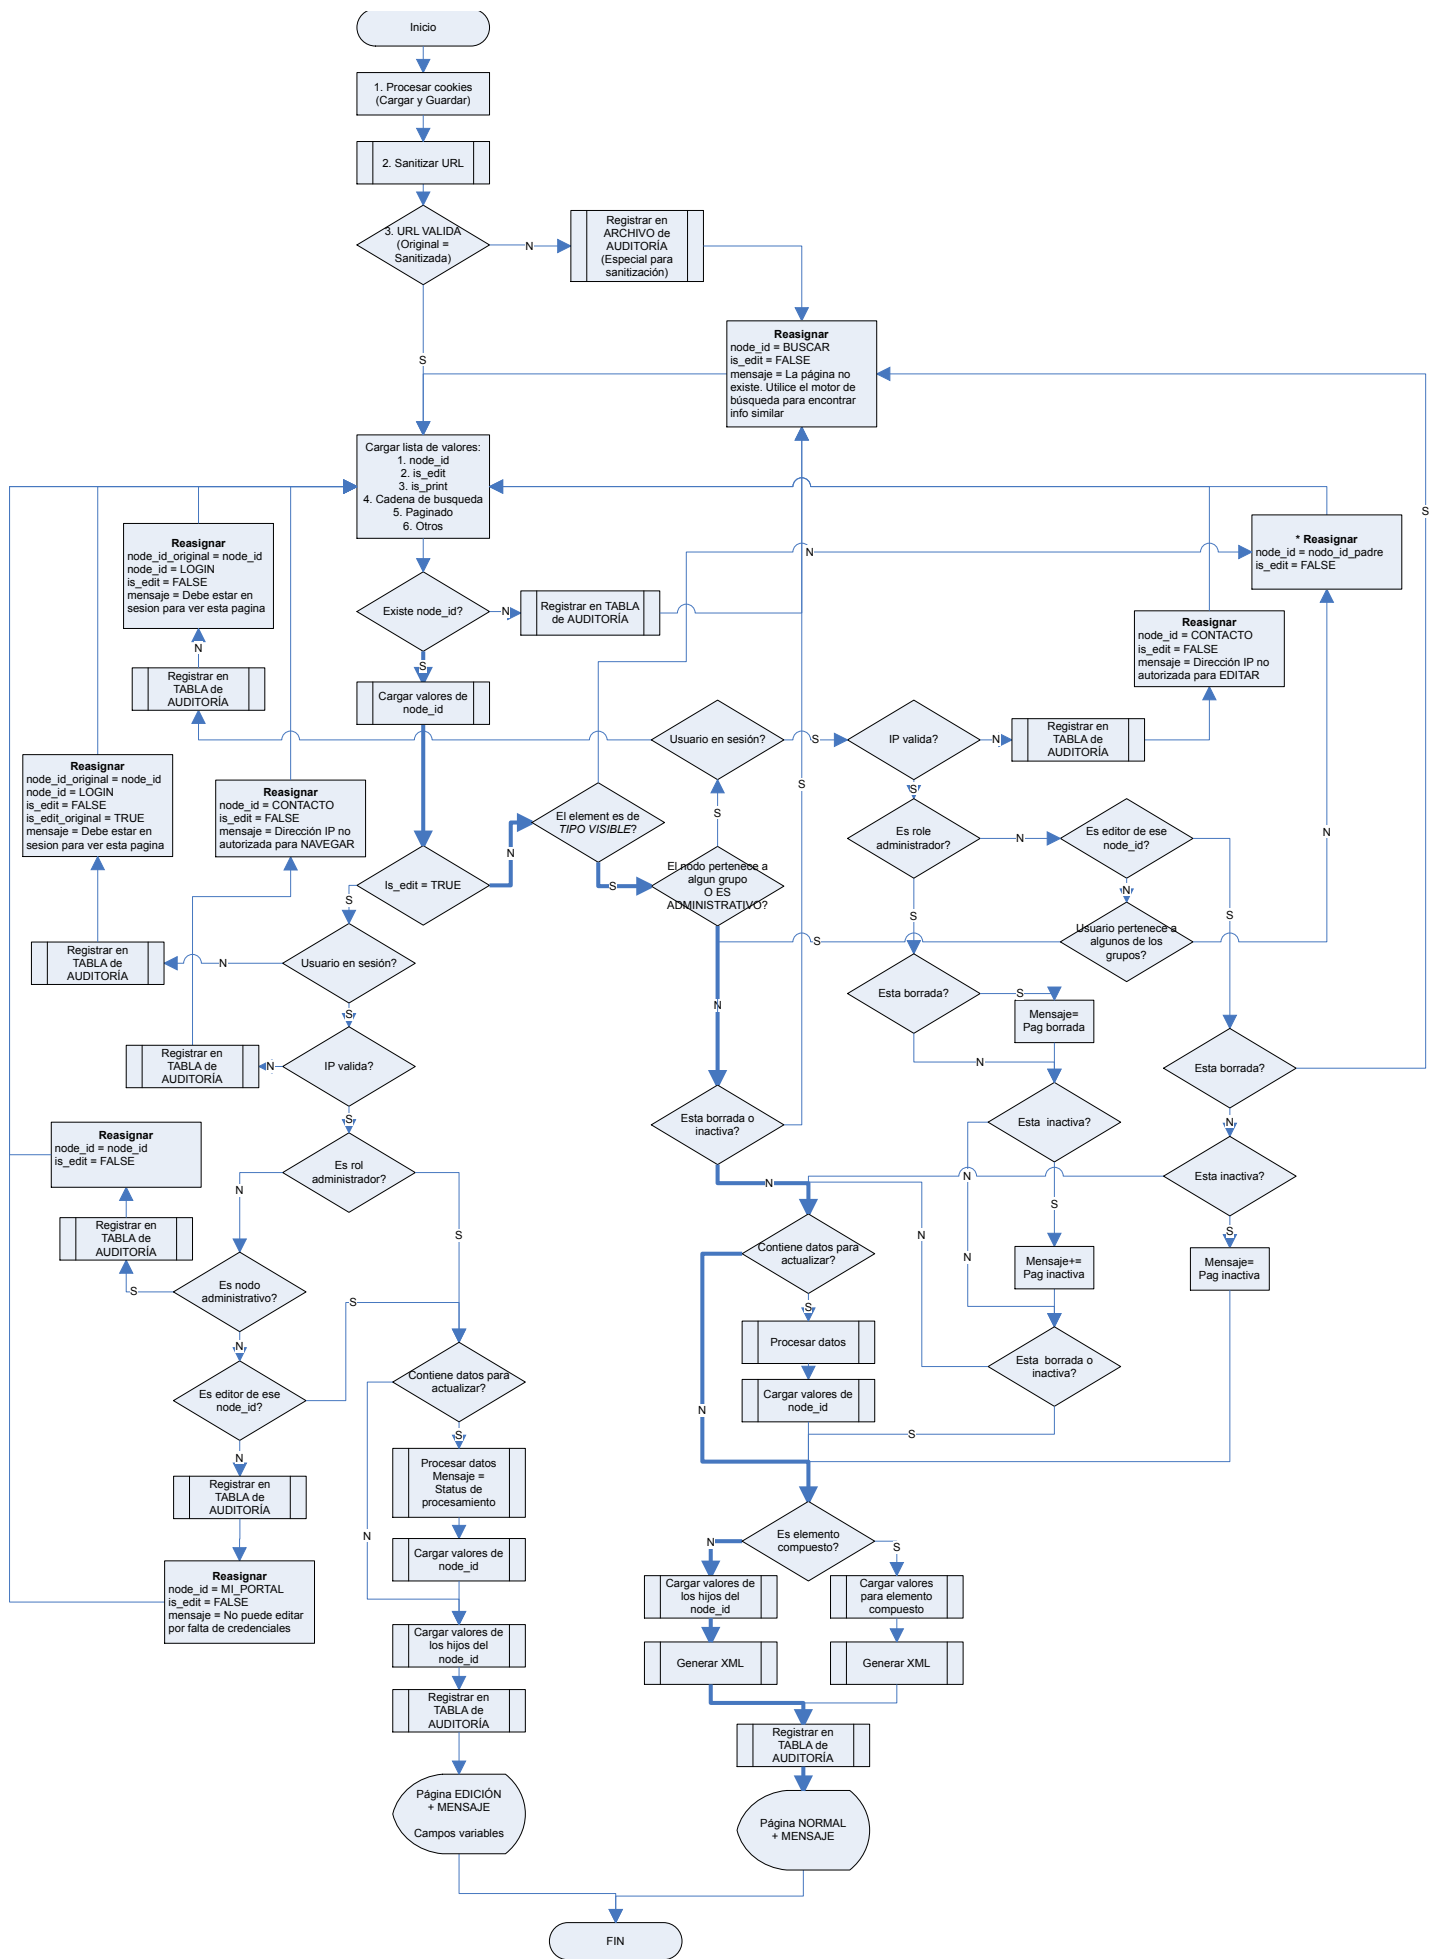 Inicio
1. Procesar cookies
(Cargar y Guardar)
2. Sanitizar URL
3. URL VALIDA
(Original =
Sanitizada)
N
Registrar en
ARCHIVO de
AUDITORÍA
(Especial para
sanitización)
S
Reasignar
node_id = BUSCAR
is_edit = FALSE
mensaje = La página no
existe. Utilice el motor de
búsqueda para encontrar
info similar
S
Cargar lista de valores:
1. node_id
2. is_edit
3. is_print
4. Cadena de busqueda
5. Paginado
6. Otros
Reasignar
node_id_original = node_id
node_id = LOGIN
is_edit = FALSE
mensaje = Debe estar en
sesion para ver esta pagina
N
* Reasignar
node_id = nodo_id_padre
is_edit = FALSE
Existe node_id?
N
Registrar en TABLA
de AUDITORÍA
Reasignar
node_id = CONTACTO
is_edit = FALSE
mensaje = Dirección IP no
autorizada para EDITAR
N
S
Registrar en
TABLA de
AUDITORÍA
Cargar valores de
node_id
Usuario en sesión?
S
IP valida?
N
Registrar en
TABLA de
AUDITORÍA
Reasignar
node_id_original = node_id
node_id = LOGIN
is_edit = FALSE
is_edit_original = TRUE
mensaje = Debe estar en
sesion para ver esta pagina
Reasignar
node_id = CONTACTO
is_edit = FALSE
mensaje = Dirección IP no
autorizada para NAVEGAR
S
S
S
El element es de
TIPO VISIBLE?
Es role
administrador?
N
Es editor de ese
node_id?
N
N
Is_edit = TRUE
S
El nodo pertenece a
algun grupo
O ES
ADMINISTRATIVO?
N
S
S
S
Usuario pertenece a
algunos de los
grupos?
S
Registrar en
TABLA de
AUDITORÍA
N
Usuario en sesión?
Esta borrada?
S
N
Mensaje=
Pag borrada
S
Registrar en
TABLA de
AUDITORÍA
N
IP valida?
N
Esta borrada?
S
Esta borrada o
inactiva?
Esta  inactiva?
N
Reasignar
node_id = node_id
is_edit = FALSE
Es rol
administrador?
N
N
N
Esta inactiva?
S
Registrar en
TABLA de
AUDITORÍA
S
N
S
Contiene datos para
actualizar?
N
Mensaje+=
Pag inactiva
Mensaje=
Pag inactiva
S
Es nodo
administrativo?
S
S
N
Procesar datos
Esta  borrada o
inactiva?
Es editor de ese
node_id?
Contiene datos para
actualizar?
Cargar valores de
node_id
N
S
S
N
Procesar datos
Mensaje =
Status de
procesamiento
Registrar en
TABLA de
AUDITORÍA
N
Es elemento
compuesto?
N
S
Cargar valores de
node_id
Reasignar
node_id = MI_PORTAL
is_edit = FALSE
mensaje = No puede editar
por falta de credenciales
Cargar valores de
los hijos del
node_id
Cargar valores
para elemento
compuesto
Cargar valores de
los hijos del
node_id
Generar XML
Generar XML
Registrar en
TABLA de
AUDITORÍA
Registrar en
TABLA de
AUDITORÍA
Página EDICIÓN
+ MENSAJE
Campos variables
Página NORMAL
+ MENSAJE
FIN